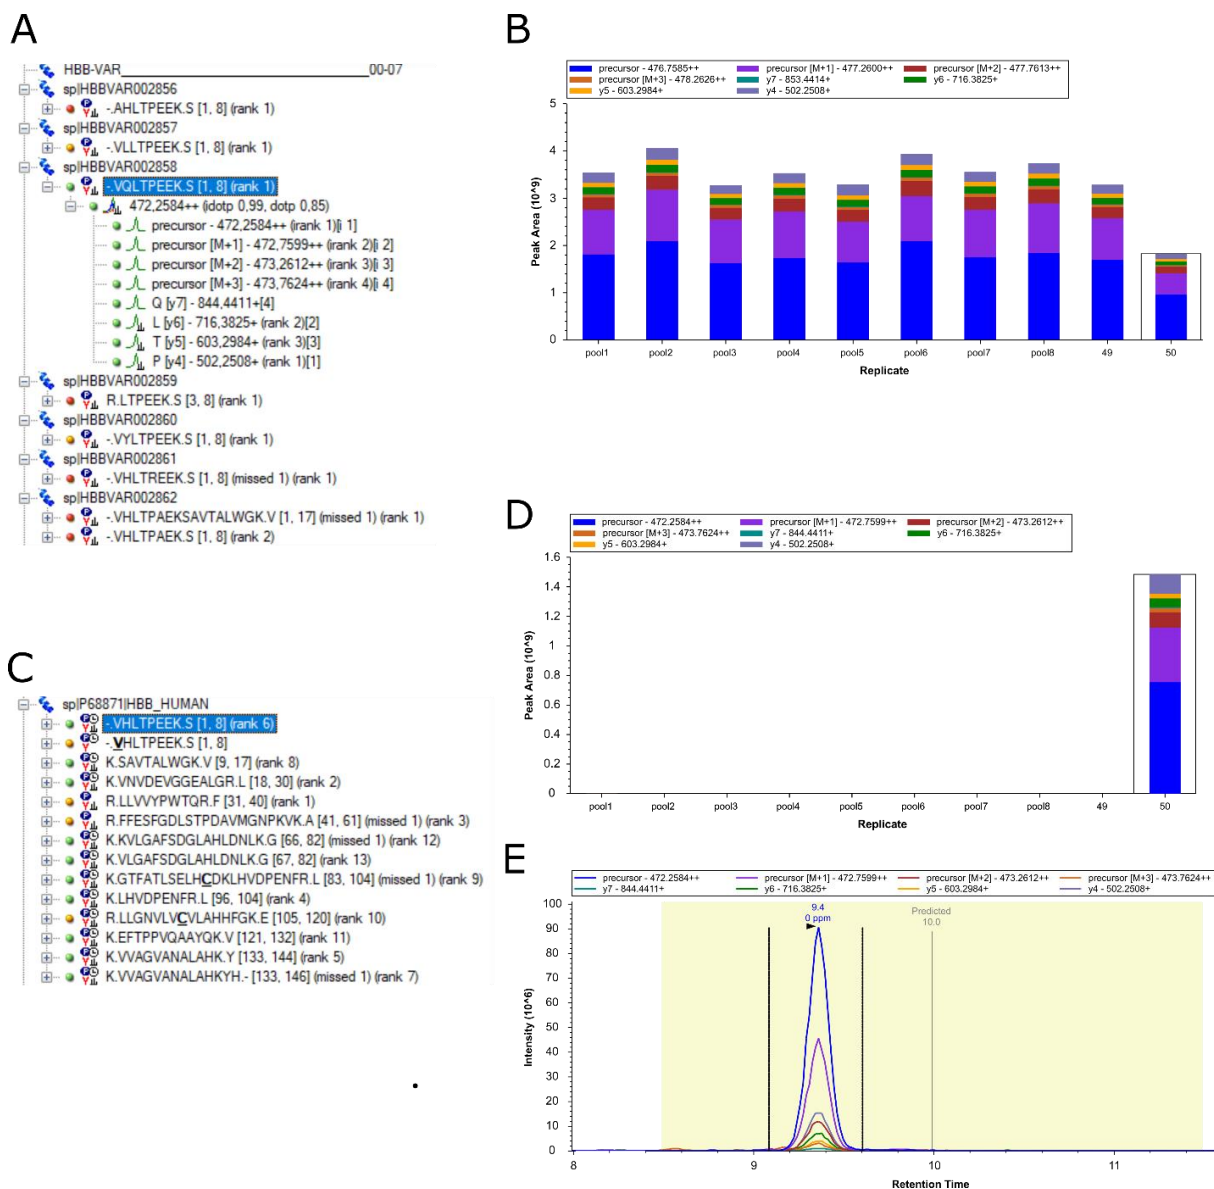 A
HBB-VAR________________________________00-07
sp|HBBVAR002856
-.AHLTPEEK.S [1, 8] (rank 1)
sp|HBBVAR002857
-.VLLTPEEK.S [1, 8] (rank 1)
sp|HBBVAR002858
-.VQLTPEEK.S [1, 8] (rank 1)
472,2584++ (idotp 0,99, dotp 0,85)
precursor - 472,2584++ (rank 1)[i 1]
precursor [M+1] - 472,7599++ (rank 2)[i 2]
precursor [M+2] - 473,2612++ (rank 3)[i 3]
precursor [M+3] - 473,7624++ (rank 4)[i 4]
Q [y7] - 844,4411+[4]
L [y6] - 716,3825+ (rank 2)[2]
T [y5] - 603,2984+ (rank 3)[3]
P [y4] - 502,2508+ (rank 1)[1]
sp|HBBVAR002859
R.LTPEEK.S [3, 8] (rank 1)
sp|HBBVAR002860
-.VYLTPEEK.S [1, 8] (rank 1)
sp|HBBVAR002861
-.VHLTREEK.S [1, 8] (missed 1) (rank 1)
sp|HBBVAR002862
-.VHLTPAEKSAVTALWGK.V [1, 17] (missed 1) (rank 1)
-.VHLTPAEK.S [1, 8] (rank 2)
B
precursor - 476.7585++ precursor [M+1] - 477.2600++ precursor [M+2] - 477.7613++
precursor [M+3] - 478.2626++ y7 - 853.4414+ y6 - 716.3825+
y5 - 603.2984+ y4 - 502.2508+
Peak Area (10^9)
5
4
3
2
1
0
pool1 pool2 pool3 pool4 pool5 pool6 pool7 pool8 49 50
Replicate
C
sp|P68871|HBB_HUMAN
-.VHLTPEEK.S [1, 8] (rank 6)
-.VHLTPEEK.S [1, 8]
K.SAVTALWGK.V [9, 17] (rank 8)
K.VNVDEVGGEALGR.L [18, 30] (rank 2)
R.LLVVYPWTQR.F [31, 40] (rank 1)
R.FFESFGDLSTPDAVMGNPKVK.A [41, 61] (missed 1) (rank 3)
K.KVLGAFSDGLAHLDNLK.G [66, 82] (missed 1) (rank 12)
K.VLGAFSDGLAHLDNLK.G [67, 82] (rank 13)
K.GTFATLSELHCDKLHVDPENFR.L [83, 104] (missed 1) (rank 9)
K.LHVDPENFR.L [96, 104] (rank 4)
R.LLGNVLVCVLAHHFGK.E [105, 120] (rank 10)
K.EFTPPVQAAYQK.V [121, 132] (rank 11)
K.VVAGVANALAHK.Y [133, 144] (rank 5)
K.VVAGVANALAHKYH.- [133, 146] (missed 1) (rank 7)
D
precursor - 472.2584++ precursor [M+1] - 472.7599++ precursor [M+2] - 473.2612++
precursor [M+3] - 473.7624++ y7 - 844.4411+ y6 - 716.3825+
y5 - 603.2984+ y4 - 502.2508+
Peak Area (10^9)
1.6
1.4
1.2
1
0.8
0.6
0.4
0.2
0
pool1 pool2 pool3 pool4 pool5 pool6 pool7 pool8 49 50
Replicate
E
precursor - 472.2584++ precursor [M+1] - 472.7599++ precursor [M+2] - 473.2612++ precursor [M+3] - 473.7624++
y7 - 844.4411+ y6 - 716.3825+ y5 - 603.2984+ y4 - 502.2508+
Intensity (10^6)
100
90
80
70
60
50
40
30
20
10
0
9.4
0 ppm
Predicted
10.0
8 9 10 11
Retention Time